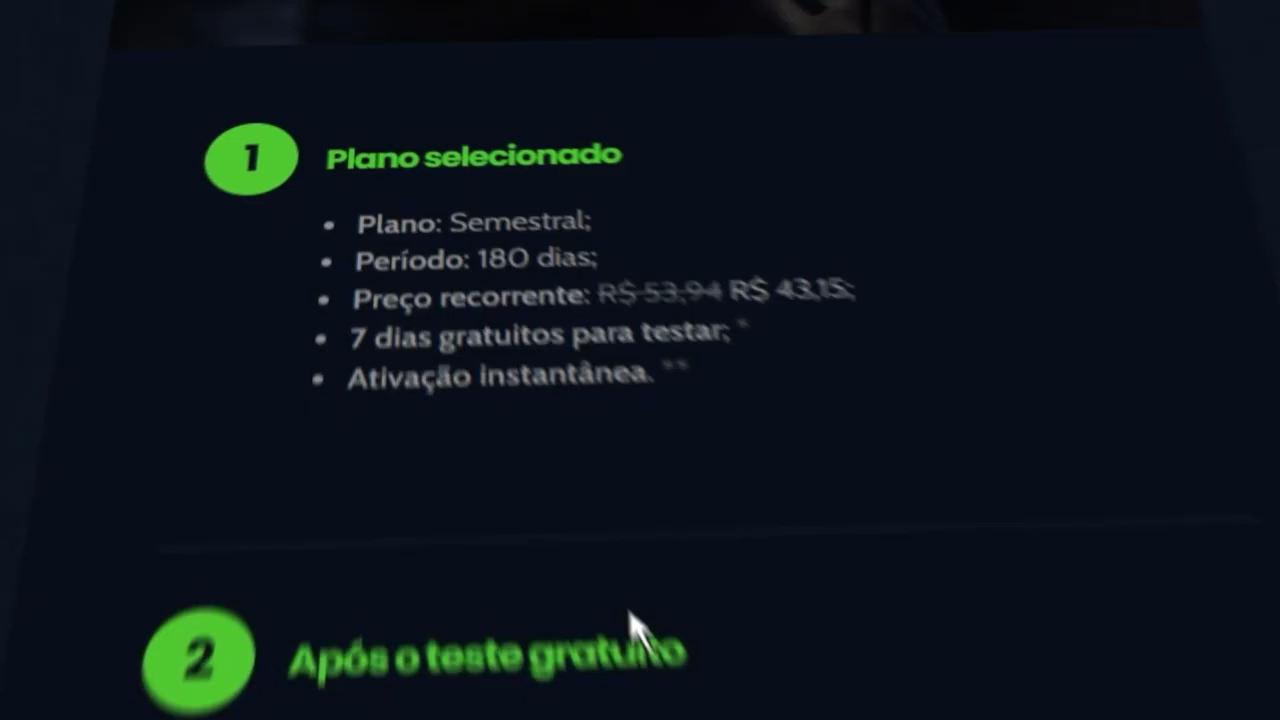 1
Plano selecionado
Plano: Semestral;
Período: 180 dias;
Preço recorrente: R$ 53,94 R$ 43,15;
7 dias gratuitos para testar; *
Ativação instantânea. **
2
Após o teste gratuito